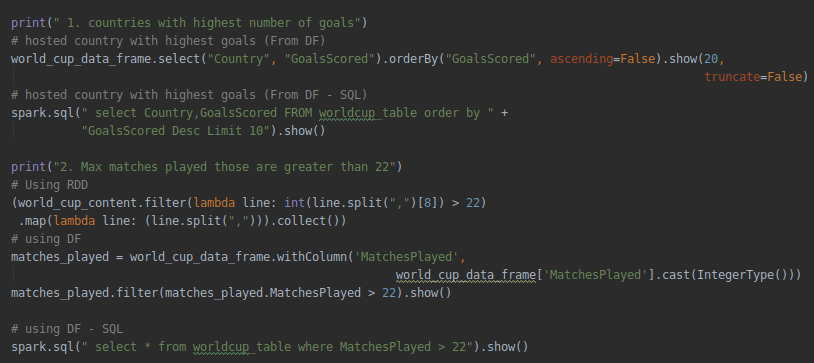 print(" 1. countries with highest number of goals")
# hosted country with highest goals (From DF)
world_cup_data_frame.select("Country", "GoalsScored").orderBy("GoalsScored", ascending=False).show(20,
truncate=False)
# hosted country with highest goals (From DF - SQL)
spark.sql(" select Country,GoalsScored FROM worldcup_table order by " +
"GoalsScored Desc Limit 10").show()
print("2. Max matches played those are greater than 22")
# Using RDD
(world_cup_content.filter(lambda line: int(line.split(",")[8]) > 22)
.map(lambda line: (line.split(","))).collect())
# using DF
matches_played = world_cup_data_frame.withColumn('MatchesPlayed',
world_cup_data_frame['MatchesPlayed'].cast(IntegerType()))
matches_played.filter(matches_played.MatchesPlayed > 22).show()
# using DF - SQL
spark.sql(" select * from worldcup_table where MatchesPlayed > 22").show()